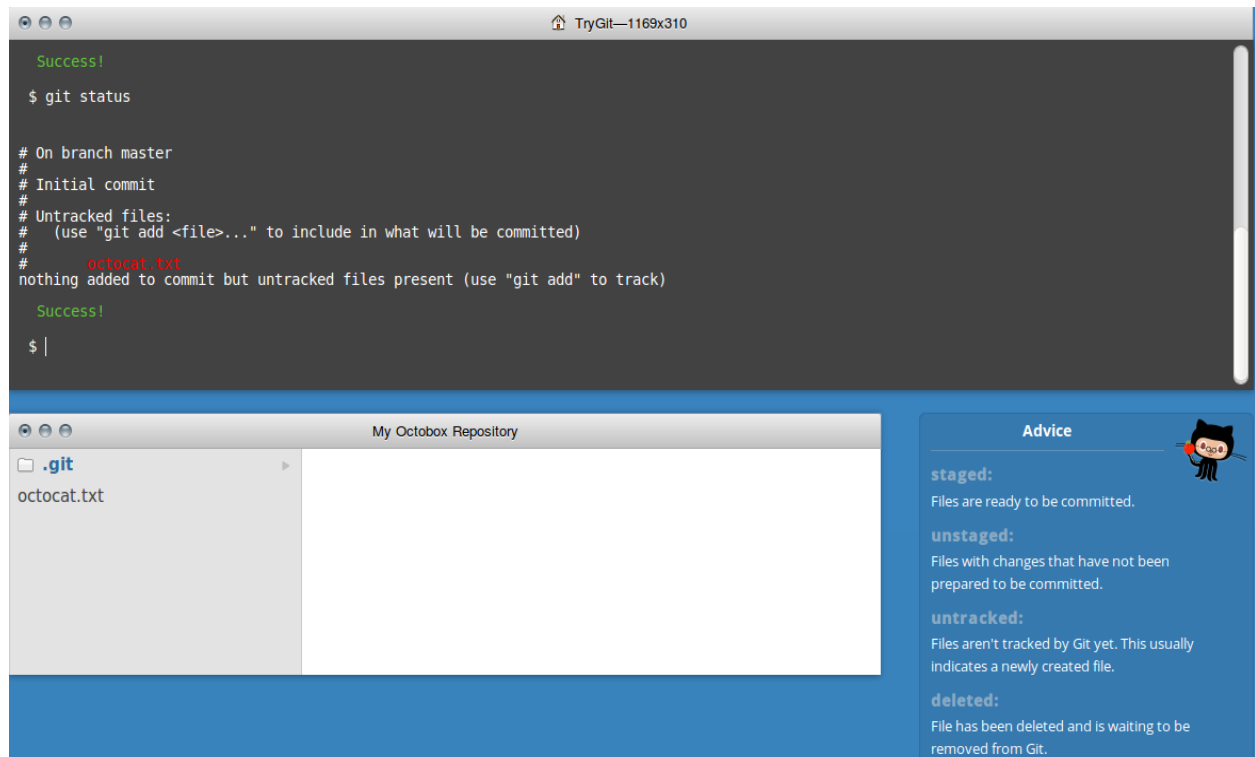 TryGit—1169x310
Success!
$ git status
# On branch master
#
# Initial commit
#
# Untracked files:
#   (use "git add <file>..." to include in what will be committed)
#
#       octocat.txt
nothing added to commit but untracked files present (use "git add" to track)
Success!
$
My Octobox Repository
.git
octocat.txt
Advice
staged:
Files are ready to be committed.
unstaged:
Files with changes that have not been
prepared to be committed.
untracked:
Files aren't tracked by Git yet. This usually
indicates a newly created file.
deleted:
File has been deleted and is waiting to be
removed from Git.